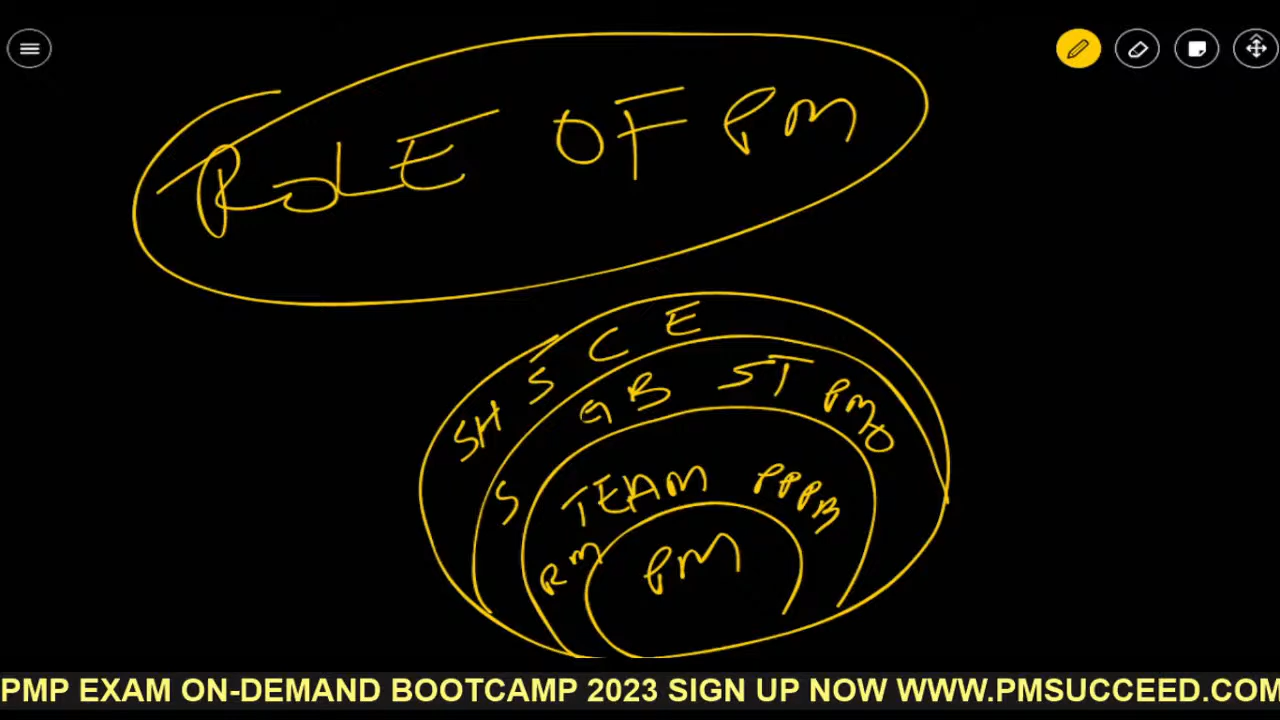 ROLE OF PM
SH S C E
S GB ST PMO
RM TEAM PPPM
PM
PMP EXAM ON-DEMAND BOOTCAMP 2023 SIGN UP NOW WWW.PMSUCCEED.COM